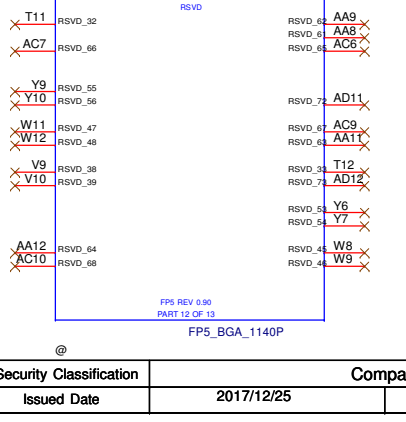 RSVD
T11 RSVD_32 RSVD_62 AA9
RSVD_61 AA8
AC7 RSVD_66 RSVD_65 AC6
Y9 RSVD_55
Y10 RSVD_56 RSVD_72 AD11
W11 RSVD_47 RSVD_67 AC9
W12 RSVD_48 RSVD_63 AA11
V9 RSVD_38 RSVD_33 T12
V10 RSVD_39 RSVD_73 AD12
RSVD_53 Y6
RSVD_54 Y7
AA12 RSVD_64 RSVD_45 W8
AC10 RSVD_68 RSVD_46 W9
FP5 REV 0.90
PART 12 OF 13
FP5_BGA_1140P
@
Security Classification Compa
Issued Date 2017/12/25